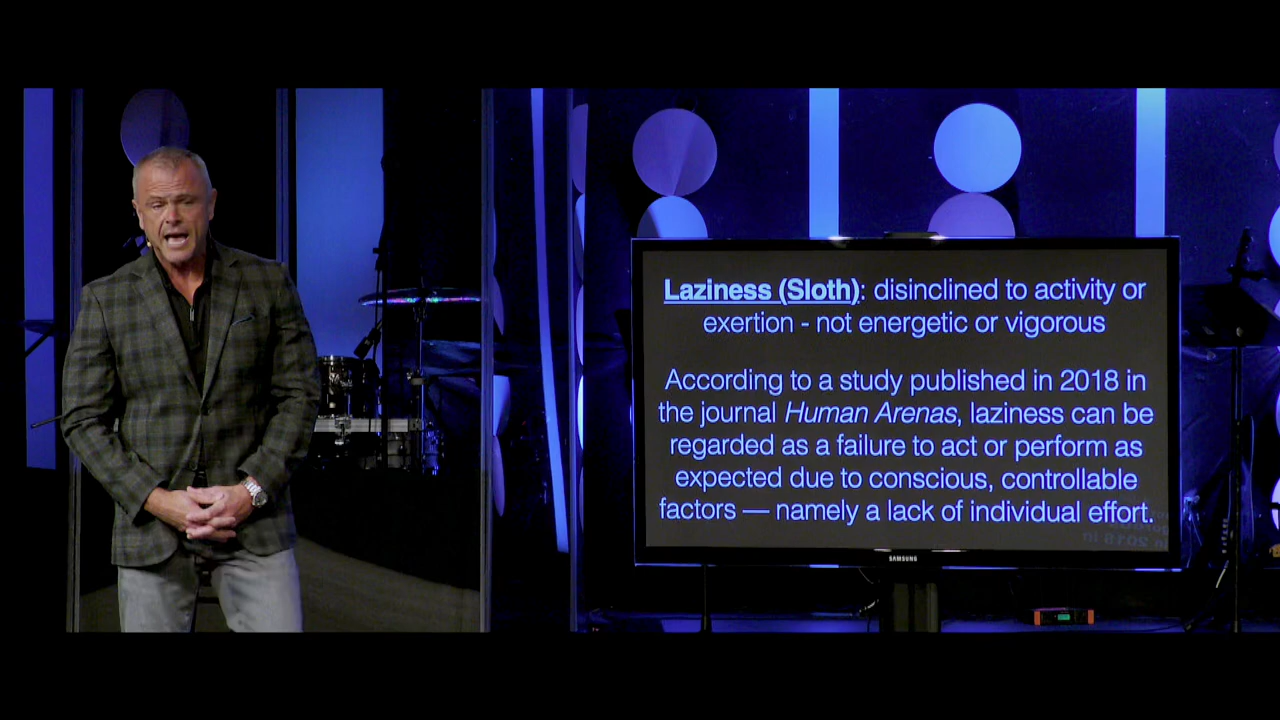 Laziness (Sloth): disinclined to activity or
exertion - not energetic or vigorous
According to a study published in 2018 in
the journal Human Arenas, laziness can be
regarded as a failure to act or perform as
expected due to conscious, controllable
factors — namely a lack of individual effort.
SAMSUNG